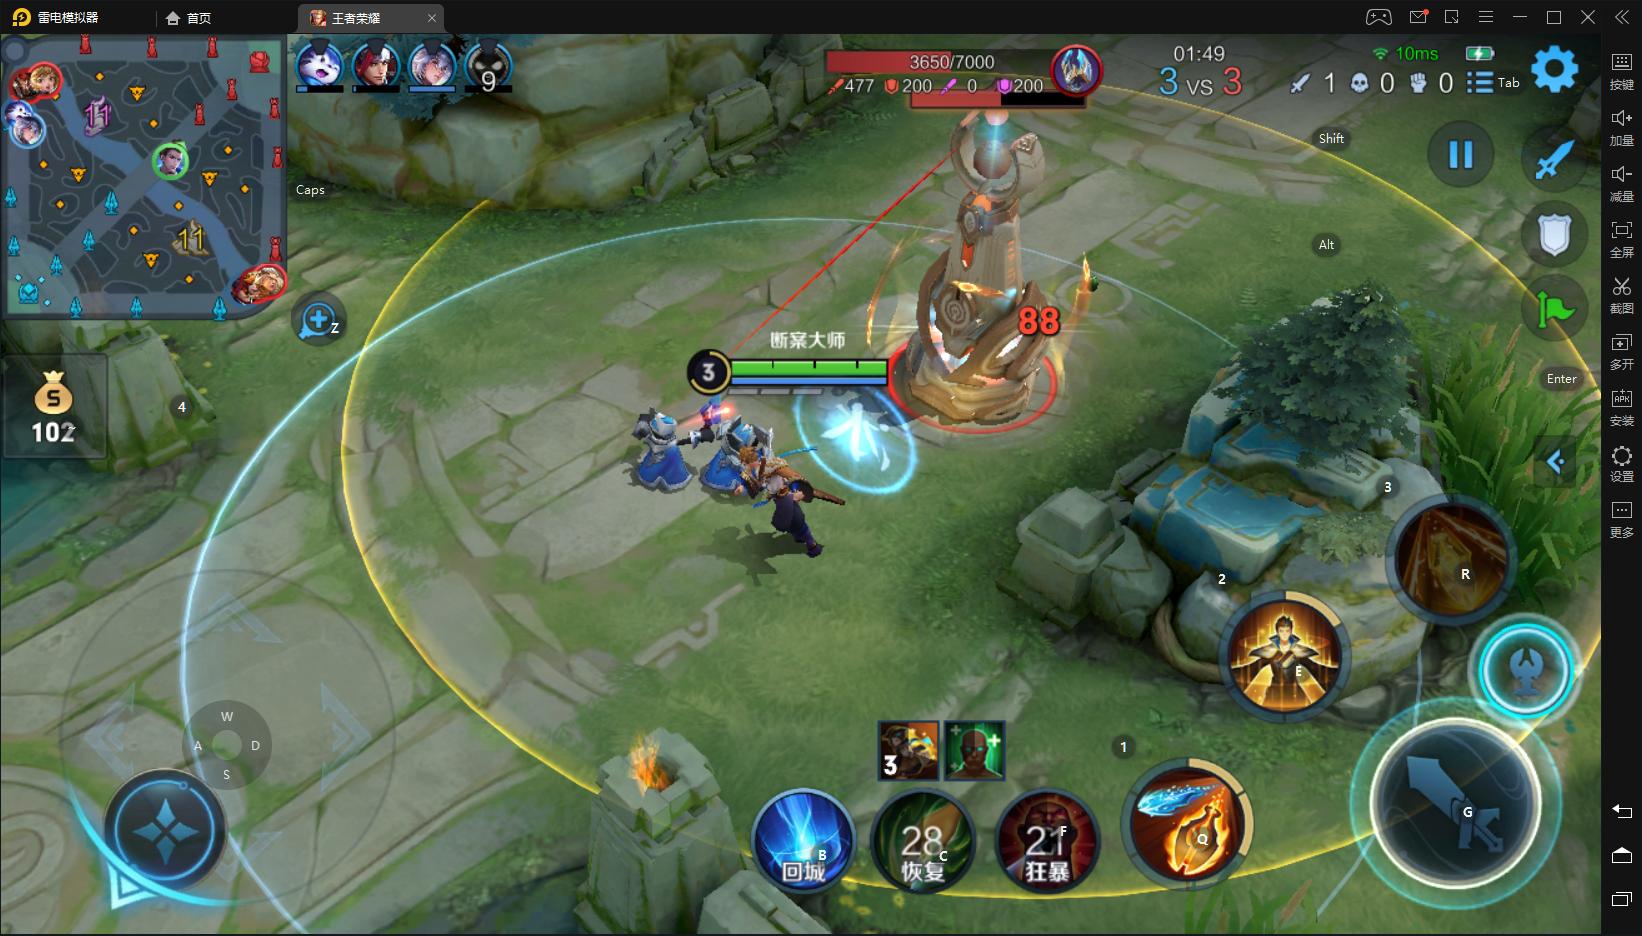 雷电模拟器
首页
王者荣耀
3650/7000
477 200 0 200
01:49
3 VS 3
10ms
1 0 0
Tab
9
11
Caps
Shift
Alt
Enter
Z
断案大师
3
88
102
4
3
2
R
E
W
A D
S
3
1
B
回城
28
C
恢复
21
F
狂暴
Q
G
按键
加量
减量
全屏
截图
多开
APK
安装
设置
更多